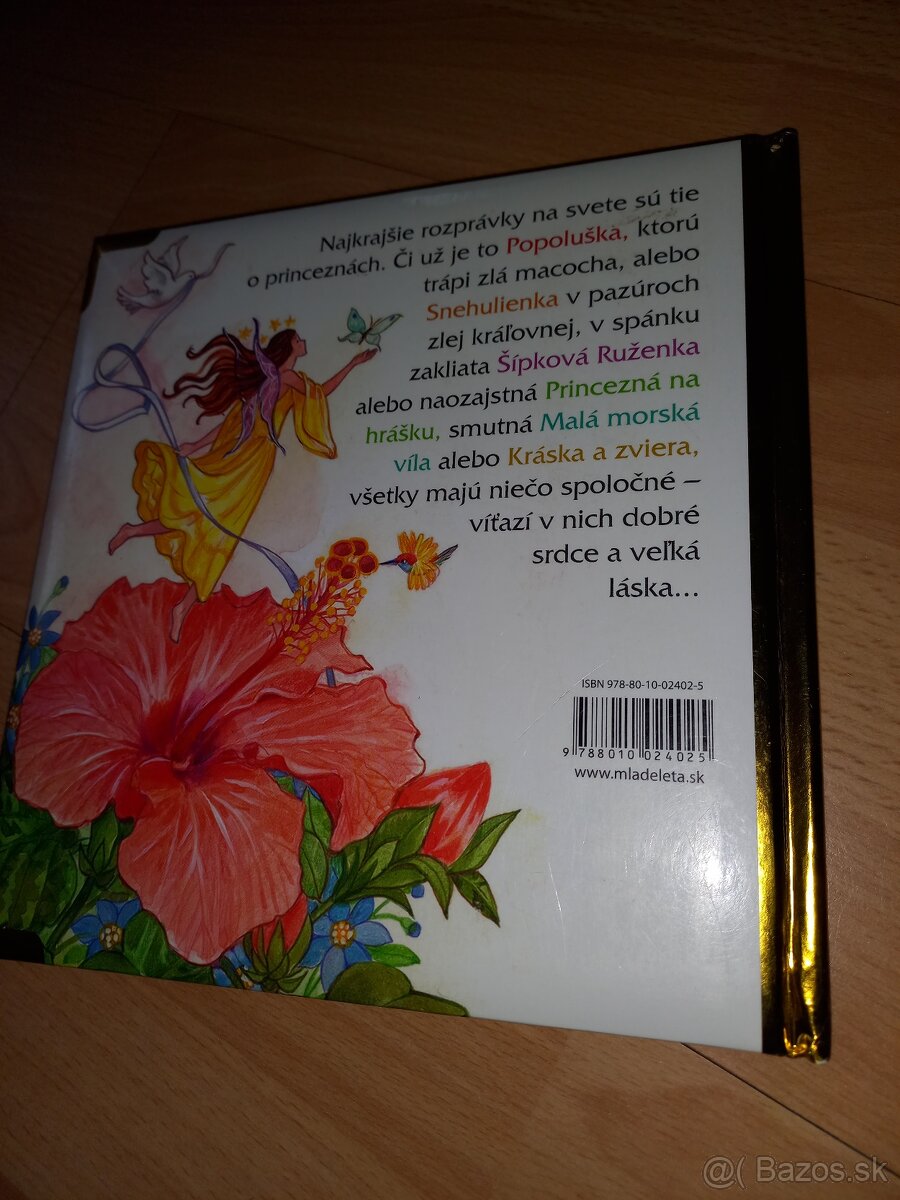 Najkrajšie rozprávky na svete sú tie
o princeznách. Či už je to Popoluška, ktorú
trápi zlá macocha, alebo
Snehulienka v pazúroch
zlej kráľovnej, v spánku
zakliata Šípková Ruženka
alebo naozajstná Princezná na
hrášku, smutná Malá morská
víla alebo Kráska a zviera,
všetky majú niečo spoločné –
víťazí v nich dobré
srdce a veľká
láska...
ISBN 978-80-10-02402-5
9 788010 024025
www.mladeleta.sk
@( Bazos.sk